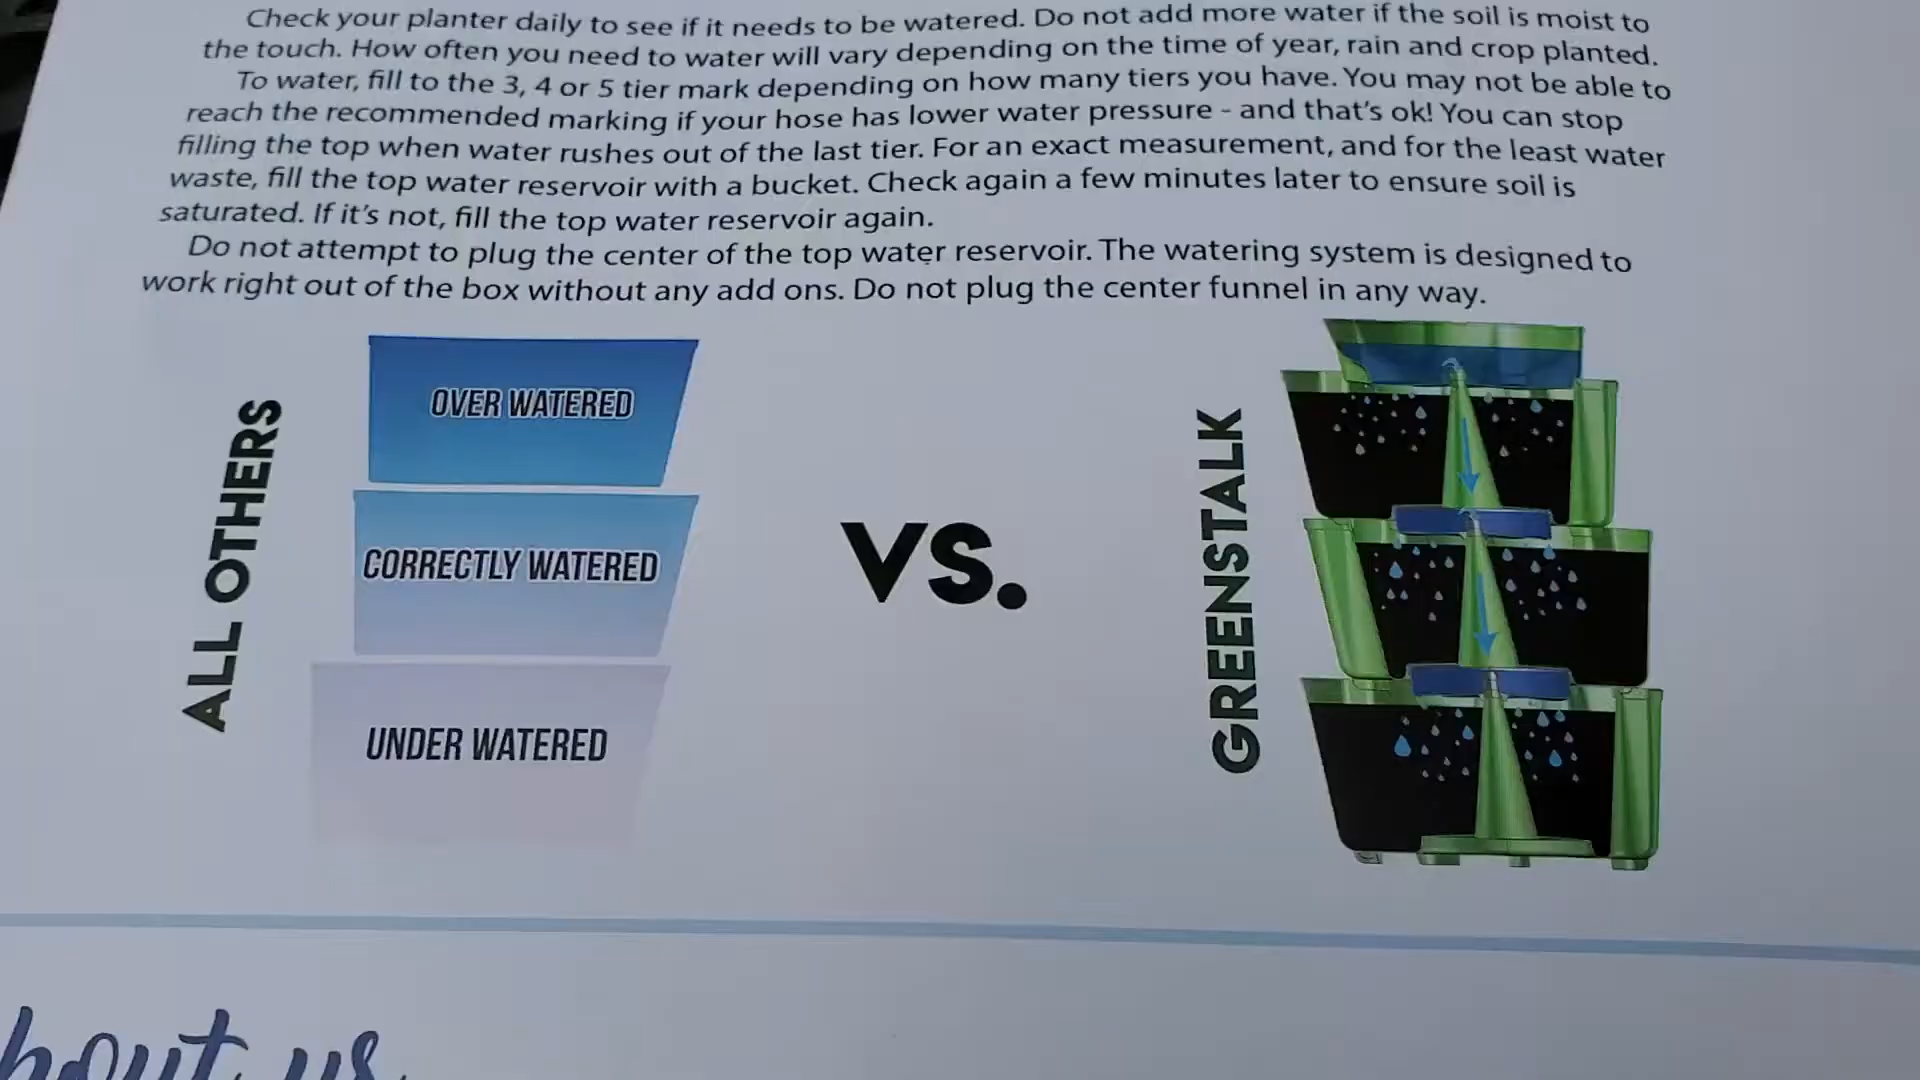 Check your planter daily to see if it needs to be watered. Do not add more water if the soil is moist to
the touch. How often you need to water will vary depending on the time of year, rain and crop planted.
To water, fill to the 3, 4 or 5 tier mark depending on how many tiers you have. You may not be able to
reach the recommended marking if your hose has lower water pressure - and that's ok! You can stop
filling the top when water rushes out of the last tier. For an exact measurement, and for the least water
waste, fill the top water reservoir with a bucket. Check again a few minutes later to ensure soil is
saturated. If it's not, fill the top water reservoir again.
Do not attempt to plug the center of the top water reservoir. The watering system is designed to
work right out of the box without any add ons. Do not plug the center funnel in any way.
ALL OTHERS
OVER WATERED
CORRECTLY WATERED
UNDER WATERED
VS.
GREENSTALK
bout us